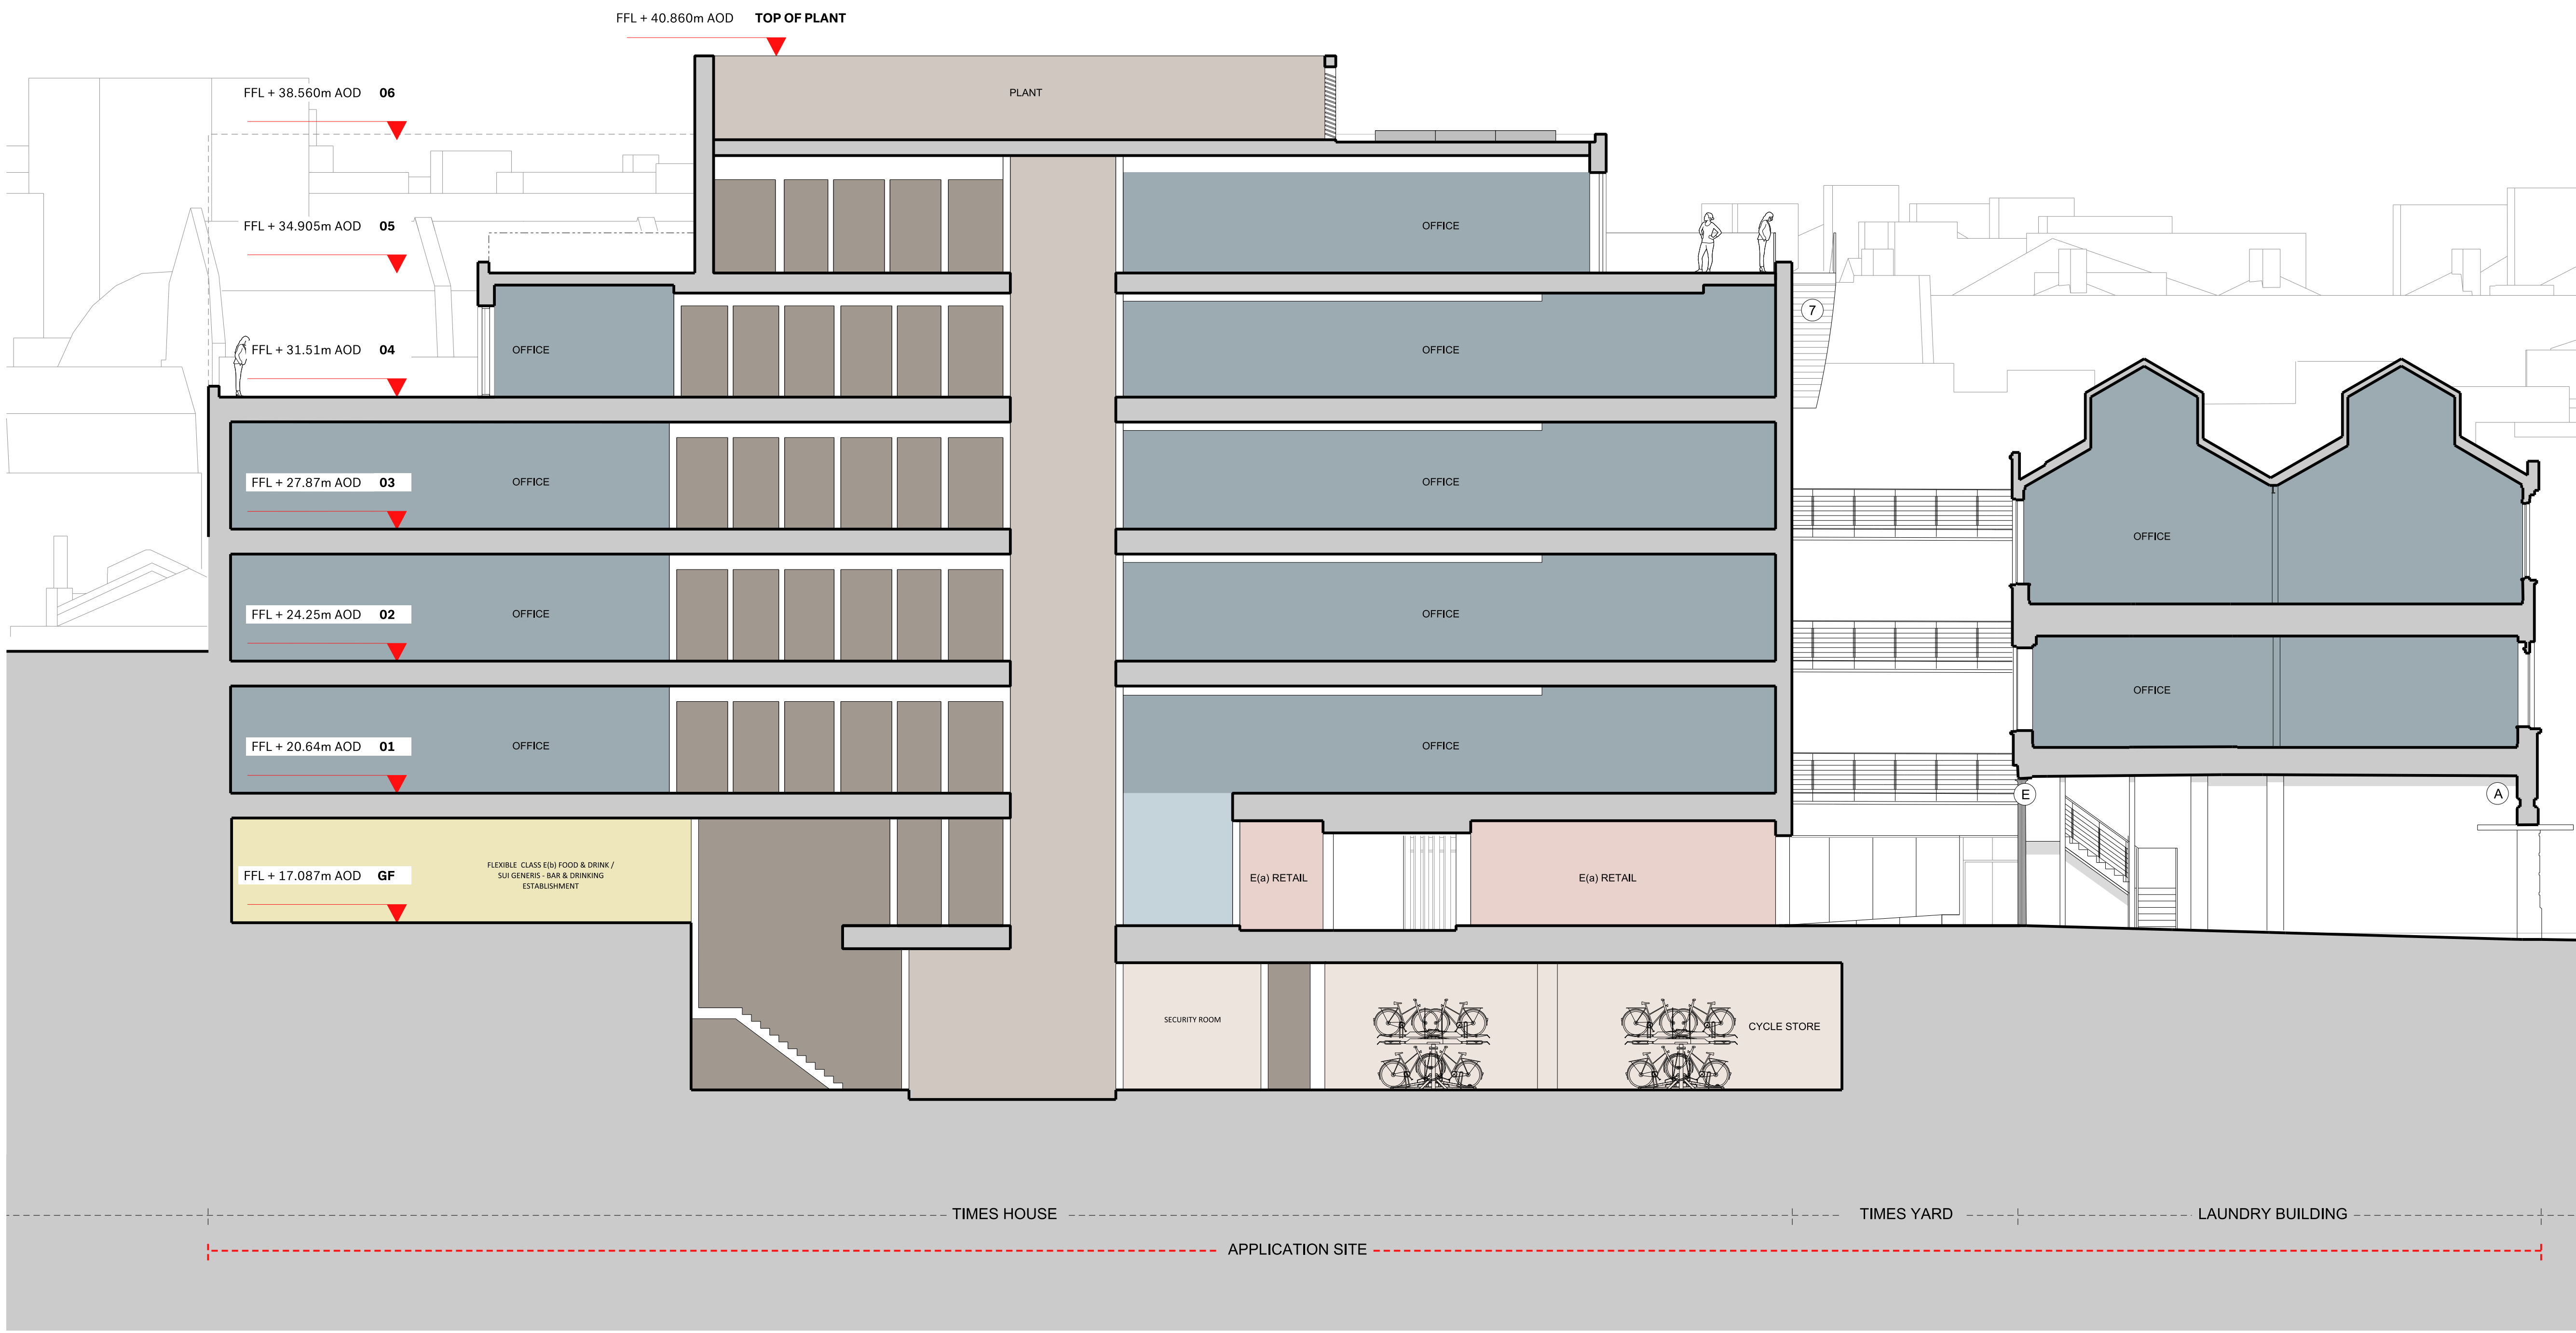 FFL + 40.860m AOD TOP OF PLANT
FFL + 38.560m AOD 06
PLANT
FFL + 34.905m AOD 05
OFFICE
7
FFL + 31.51m AOD 04
OFFICE
OFFICE
FFL + 27.87m AOD 03
OFFICE
OFFICE
OFFICE
FFL + 24.25m AOD 02
OFFICE
OFFICE
OFFICE
FFL + 20.64m AOD 01
OFFICE
OFFICE
E
A
FFL + 17.087m AOD GF
FLEXIBLE CLASS E(b) FOOD & DRINK /
SUI GENERIS - BAR & DRINKING
ESTABLISHMENT
E(a) RETAIL
E(a) RETAIL
SECURITY ROOM
CYCLE STORE
TIMES HOUSE
TIMES YARD
LAUNDRY BUILDING
APPLICATION SITE